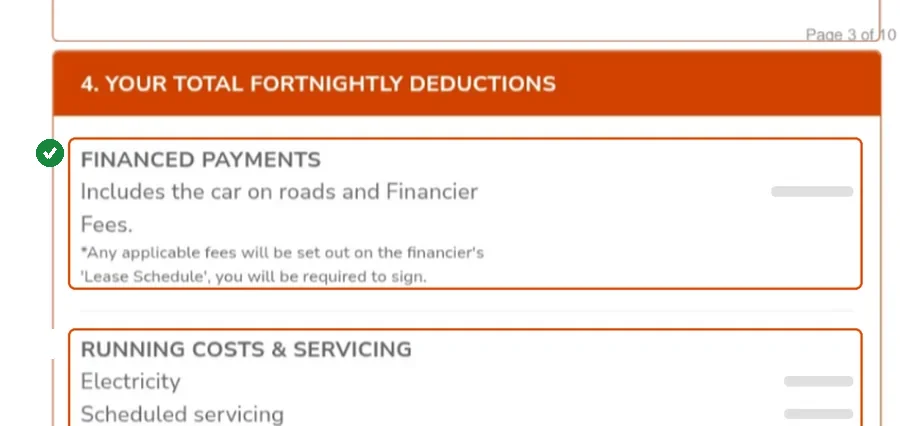 Page 3 of 10
4. YOUR TOTAL FORTNIGHTLY DEDUCTIONS
FINANCED PAYMENTS
Includes the car on roads and Financier
Fees.
*Any applicable fees will be set out on the financier's
'Lease Schedule', you will be required to sign.
RUNNING COSTS & SERVICING
Electricity
Scheduled servicing